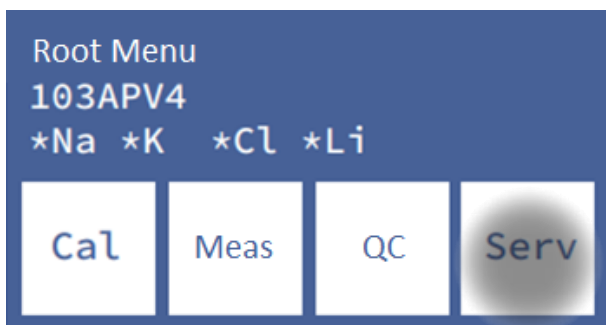 Root Menu
103APV4
*Na *K *Cl *Li
Cal Meas QC Serv